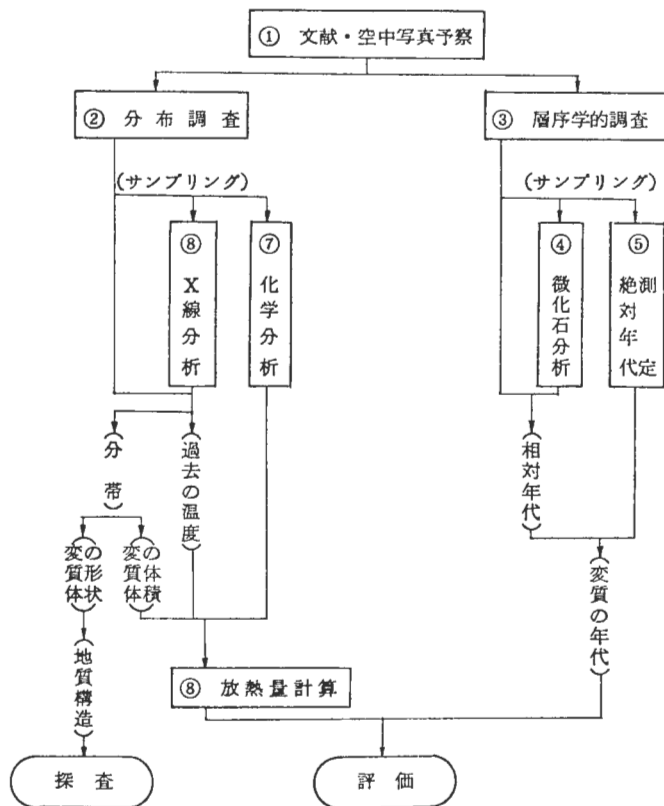 ① 文献・空中写真予察
② 分布調査
③ 層序学的調査
(サンプリング)
(サンプリング)
⑧ X線分析
⑦ 化学分析
④ 微化石分析
⑤ 絶対年代測定
(分帯)
(過去の温度)
(相対年代)
(変質体の形状)
(変質体の体積)
(変質の年代)
(地質構造)
⑧ 放熱量計算
探査
評価